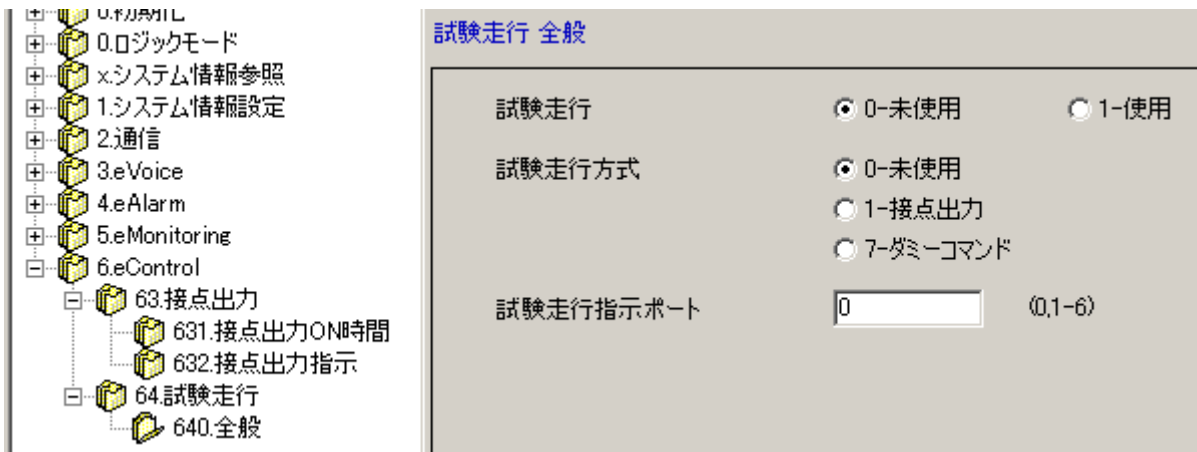 0.初期化
0.ロジックモード
x.システム情報参照
1.システム情報設定
2.通信
3.eVoice
4.eAlarm
5.eMonitoring
6.eControl
63.接点出力
631.接点出力ON時間
632.接点出力指示
64.試験走行
640.全般
試験走行 全般
試験走行 0-未使用 1-使用
試験走行方式 0-未使用
1-接点出力
7-ダミーコマンド
試験走行指示ポート 0 (0,1-6)